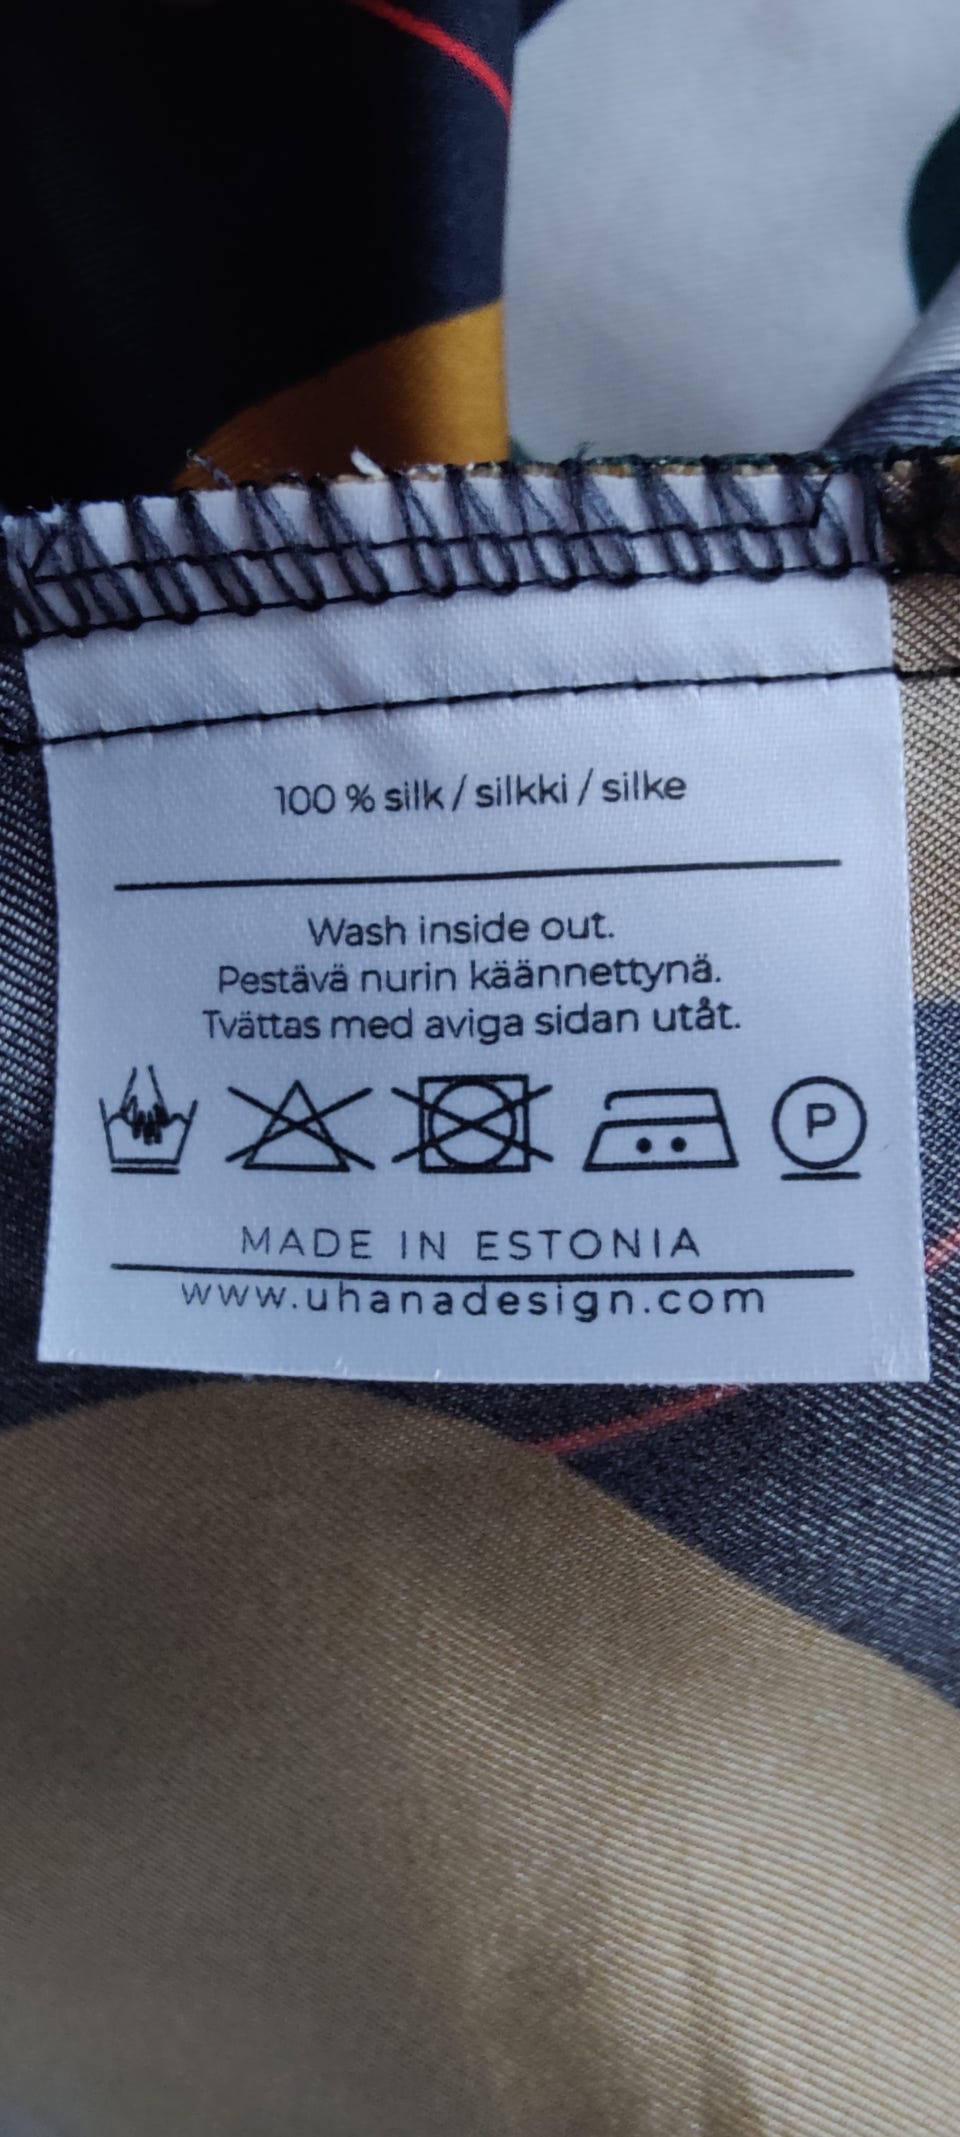 100 % silk / silkki / silke
Wash inside out.
Pestävä nurin käännettynä.
Tvättas med aviga sidan utåt.
P
MADE IN ESTONIA
www.uhanadesign.com